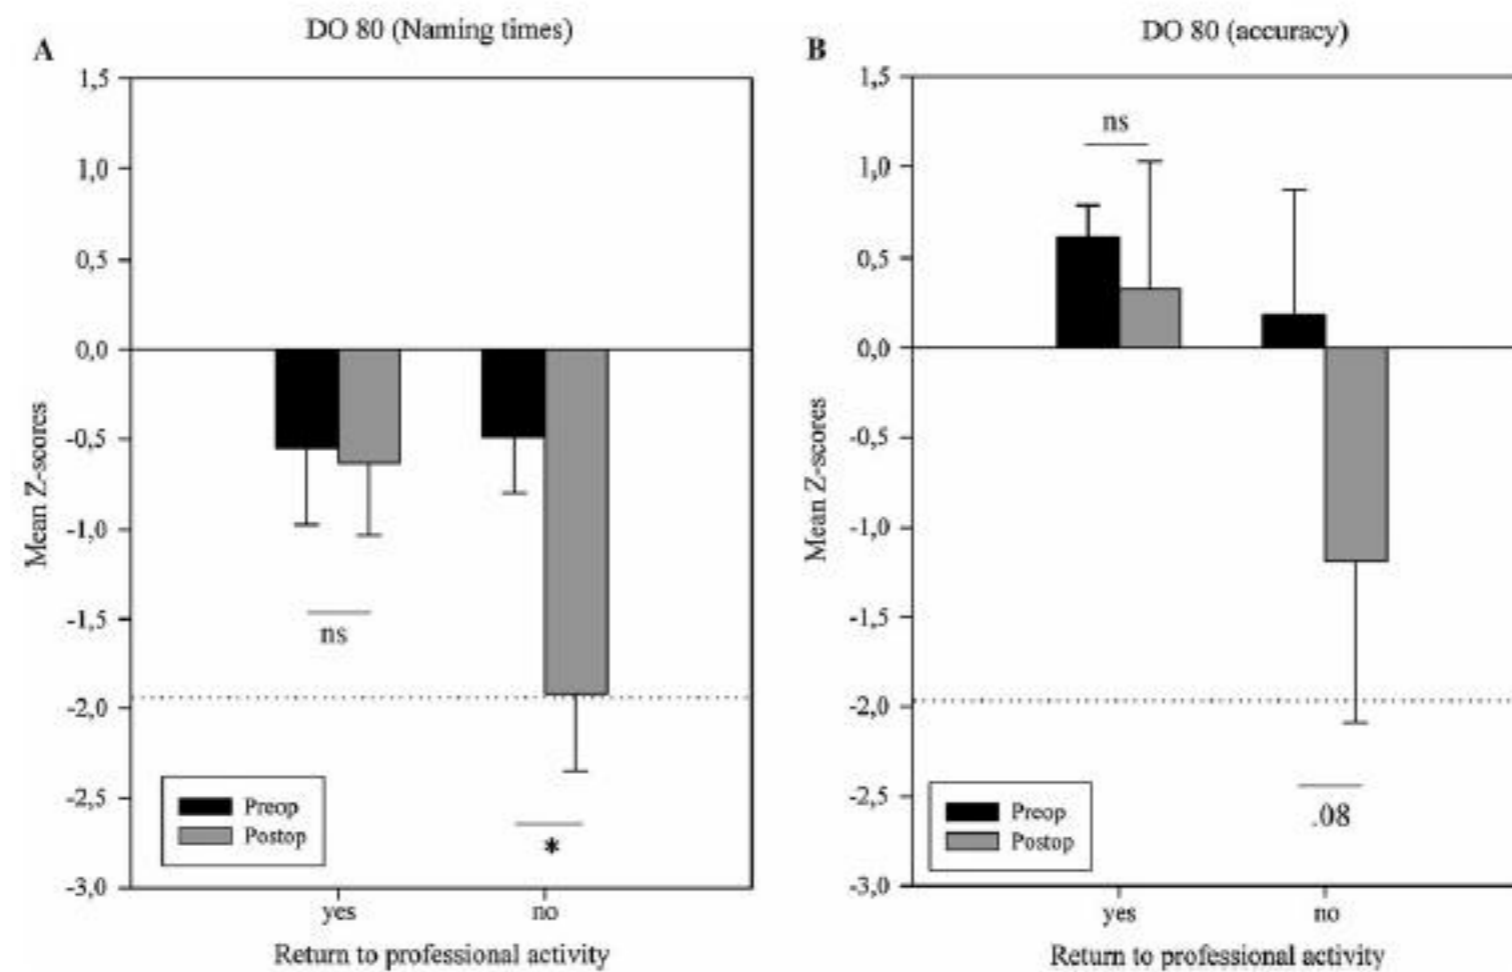 A
DO 80 (Naming times)
1,5
1,0
0,5
0,0
-0,5
-1,0
-1,5
-2,0
-2,5
-3,0
Mean Z-scores
ns
*
Preop
Postop
yes
no
Return to professional activity
B
DO 80 (accuracy)
1,5
1,0
0,5
0,0
-0,5
-1,0
-1,5
-2,0
-2,5
-3,0
Mean Z-scores
ns
.08
Preop
Postop
yes
no
Return to professional activity